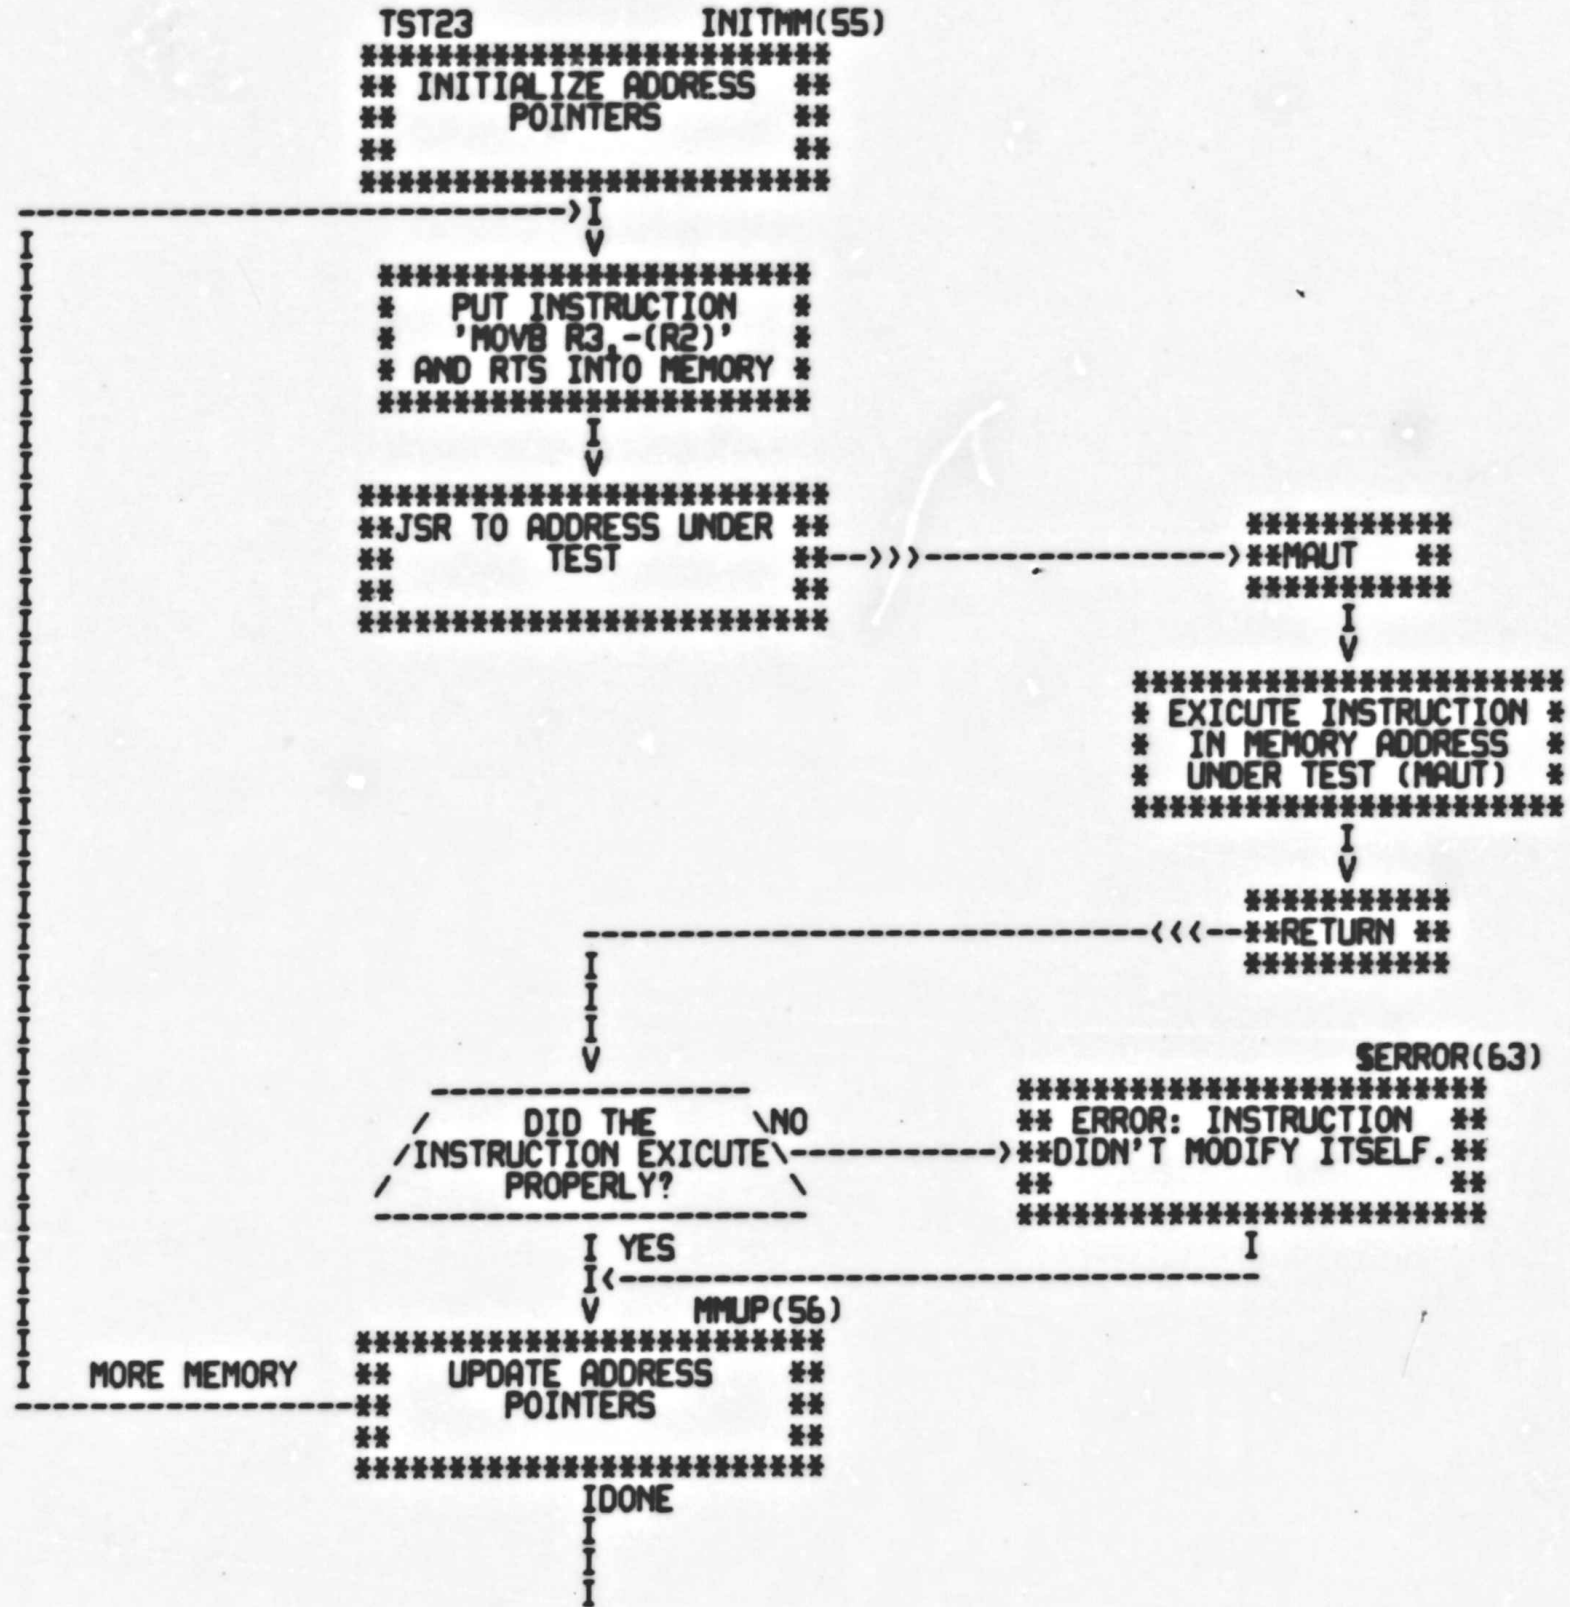 TST23 INITMM(55)
*************************
** INITIALIZE ADDRESS **
** POINTERS **
** **
*************************
----------------------------->I
V
***********************
* PUT INSTRUCTION *
* 'MOVB R3,-(R2)' *
* AND RTS INTO MEMORY *
***********************
I
V
*************************
**JSR TO ADDRESS UNDER **
** TEST **-->>>---------------->**MAUT **
** **
*************************
***********
***********
I
V
***********************
* EXICUTE INSTRUCTION *
* IN MEMORY ADDRESS *
* UNDER TEST (MAUT) *
***********************
I
V
***********
------------------------------<<<--**RETURN **
***********
I
I
I
V
-----------------
/ DID THE \NO
/INSTRUCTION EXICUTE\----------->
/ PROPERLY? \
-----------------------
$ERROR(63)
*************************
** ERROR: INSTRUCTION **
**DIDN'T MODIFY ITSELF.**
** **
*************************
I YES I
I<----------------------------------
V MMUP(56)
*************************
I MORE MEMORY ** UPDATE ADDRESS **
------------------** POINTERS **
** **
*************************
IDONE
I
I
I